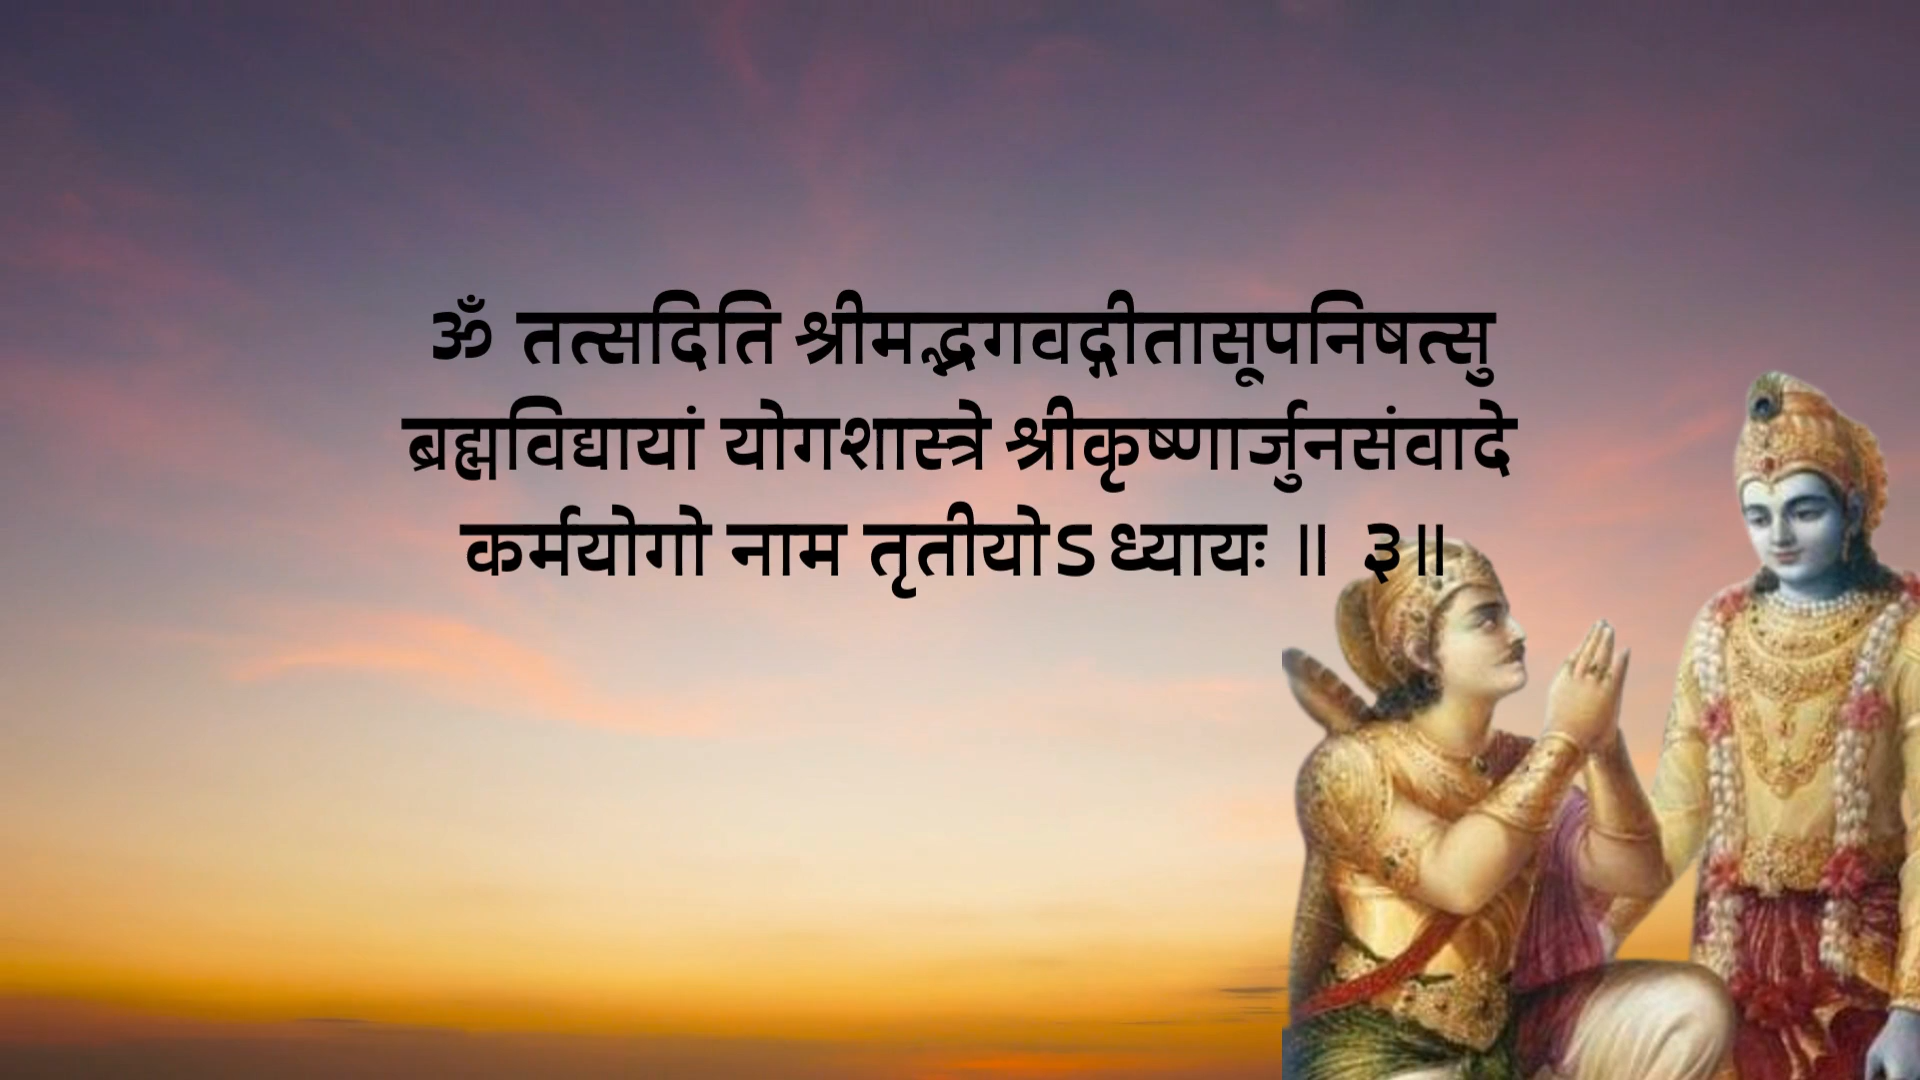 ॐ तत्सदिति श्रीमद्भगवद्गीतासूपनिषत्सु
ब्रह्मविद्यायां योगशास्त्रे श्रीकृष्णार्जुनसंवादे
कर्मयोगो नाम तृतीयोऽध्यायः ॥ ३॥